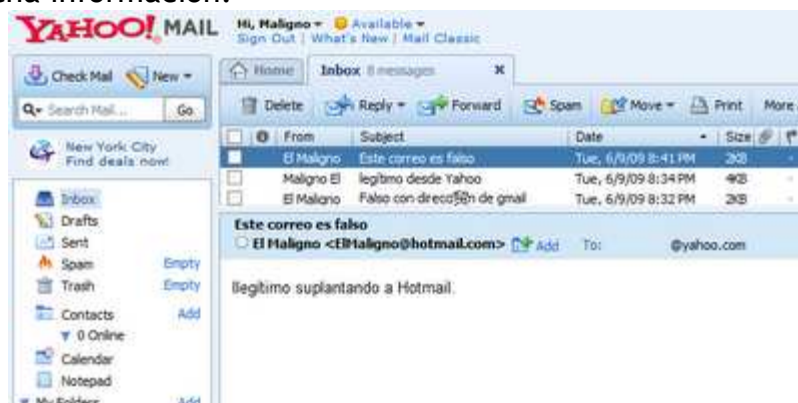 YAHOO! MAIL
Hi, Maligno Available
Sign Out | What's New | Mail Classic
Check Mail New
Home Inbox 8 messages
Search Mail... Go
Delete Reply Forward Spam Move Print More
New York City
Find deals now!
From Subject Date Size
El Maligno Este correo es falso Tue, 6/9/09 8:41 PM 2KB
Maligno El legítimo desde Yahoo Tue, 6/9/09 8:34 PM 4KB
El Maligno Falso con de gmail Tue, 6/9/09 8:32 PM 2KB
Inbox
Drafts
Sent
Spam Empty
Trash Empty
Contacts Add
0 Online
Calendar
Notepad
My Folders Add
Este correo es falso
El Maligno <ElMaligno@hotmail.com> Add To: @yahoo.com
Ilegítimo suplantando a Hotmail.